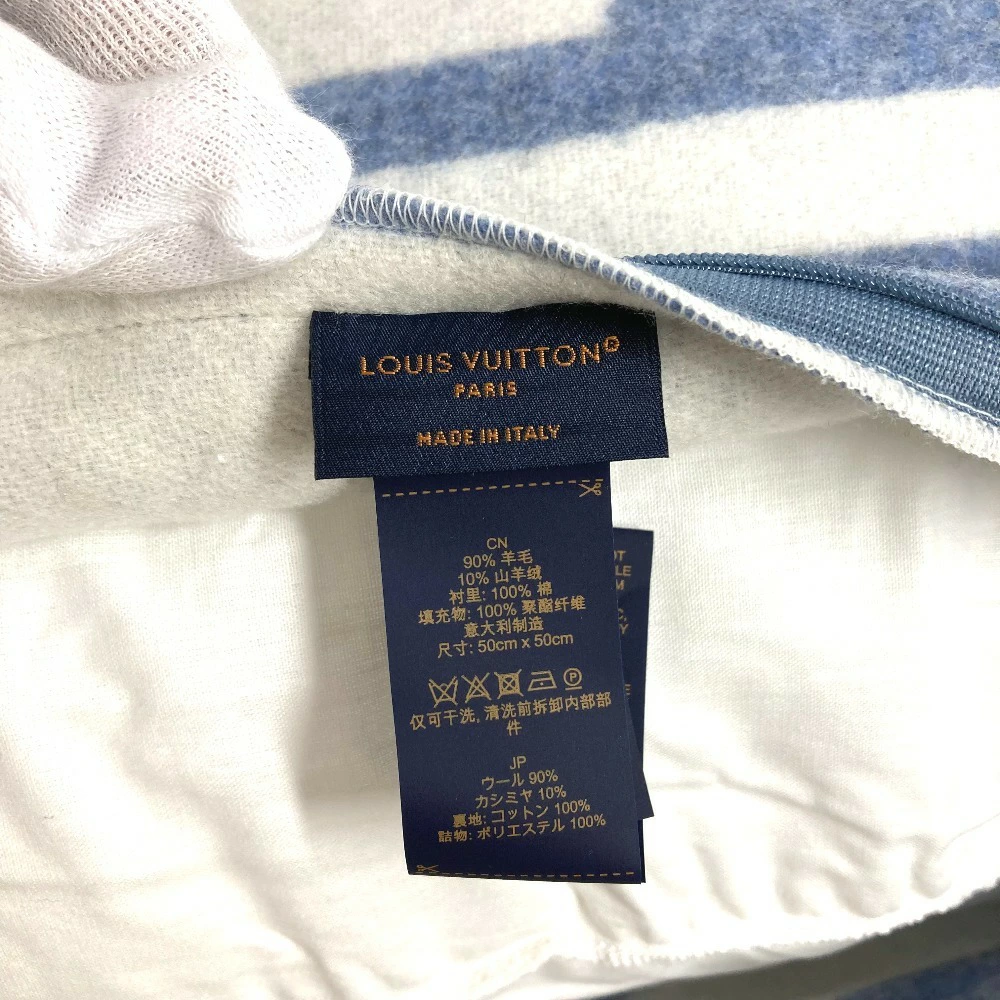 LOUIS VUITTON®
PARIS
MADE IN ITALY
CN
90% 羊毛
10% 山羊绒
衬里: 100% 棉
填充物: 100% 聚酯纤维
意大利制造
尺寸: 50cm x 50cm
P
仅可干洗,清洗前拆卸内部部
件
JP
ウール 90%
カシミヤ 10%
裏地: コットン 100%
詰物: ポリエステル 100%